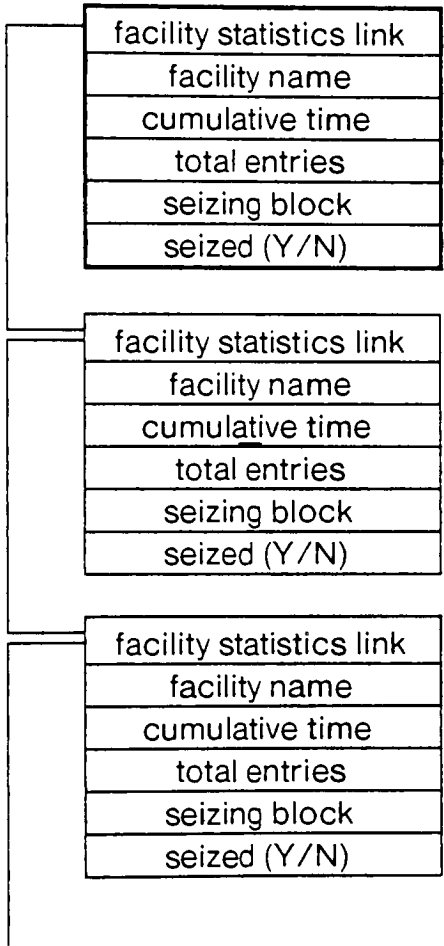 facility statistics link
facility name
cumulative time
total entries
seizing block
seized (Y/N)
facility statistics link
facility name
cumulative time
total entries
seizing block
seized (Y/N)
facility statistics link
facility name
cumulative time
total entries
seizing block
seized (Y/N)